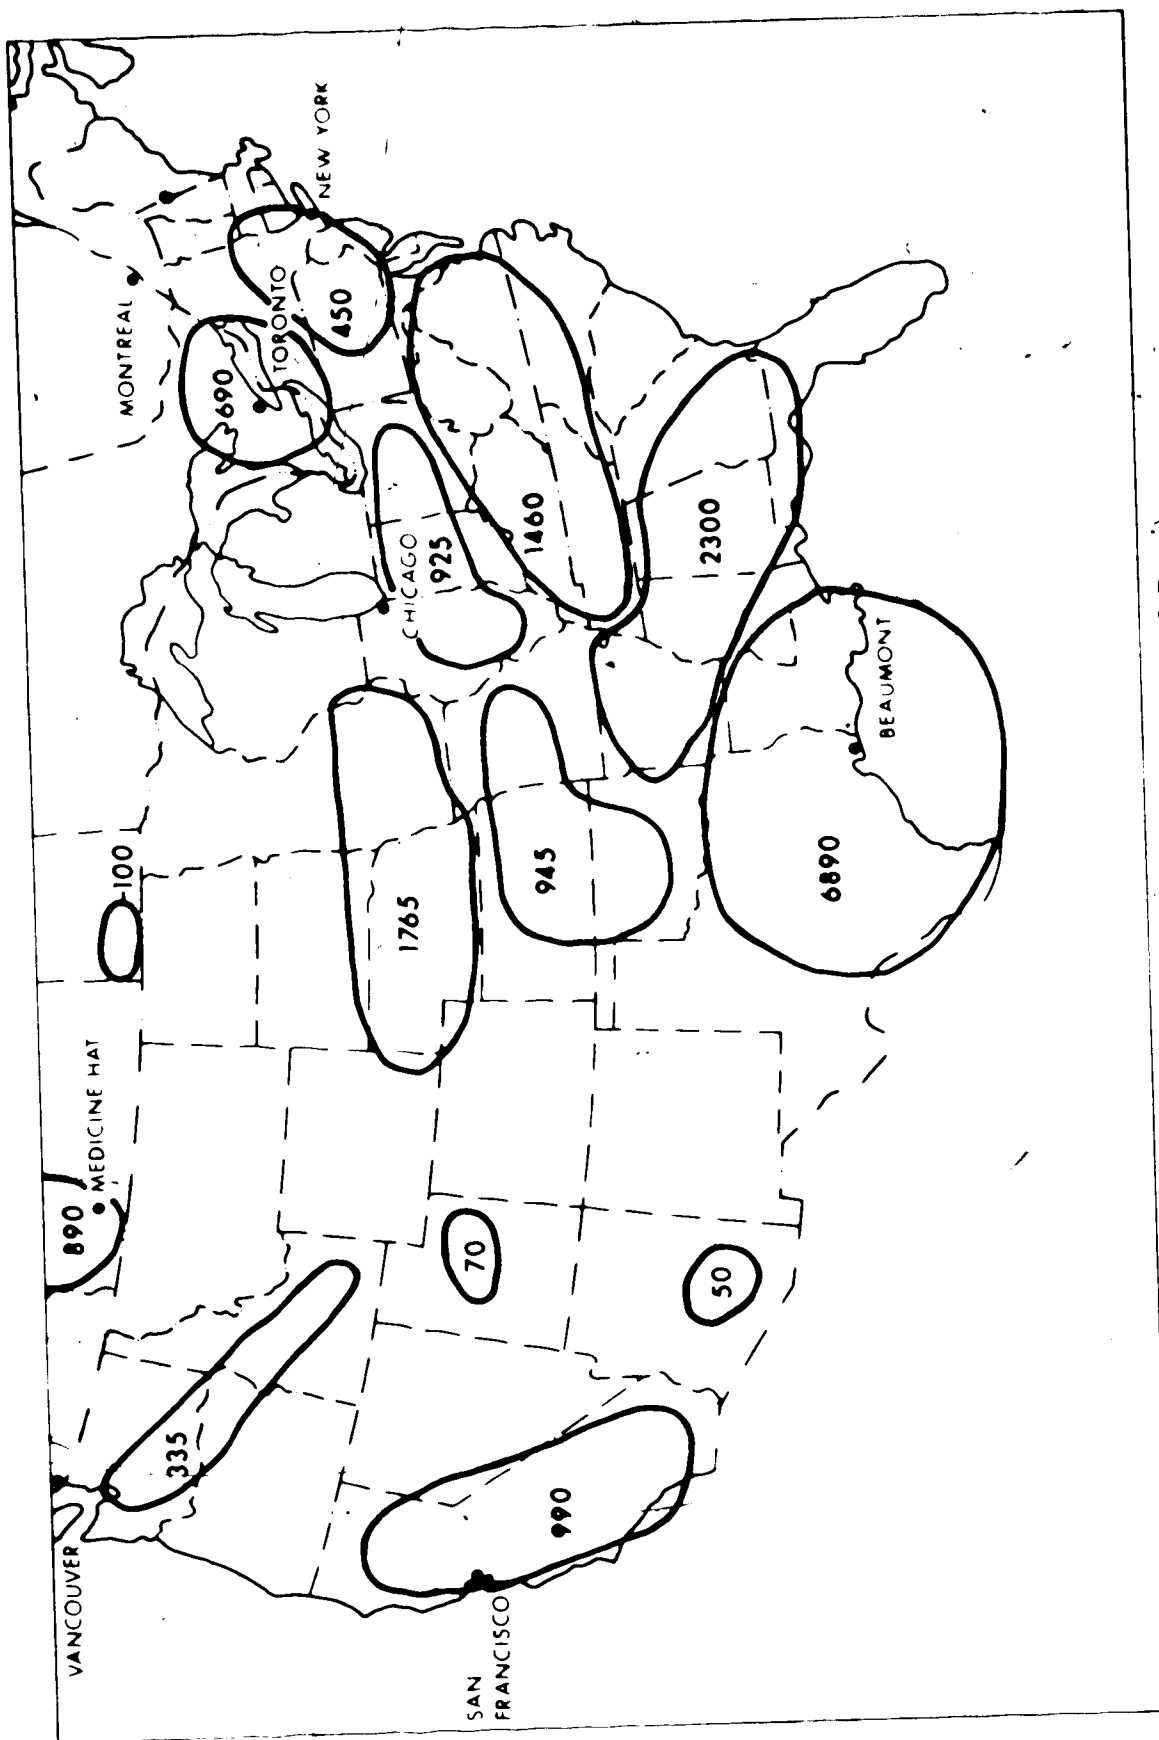 VANCOUVER
890
MEDICINE HAT
100
MONTREAL
335
690
TORONTO
450
NEW YORK
1765
CHICAGO
925
SAN
FRANCISCO
70
945
1460
990
50
2300
6890
BEAUMONT